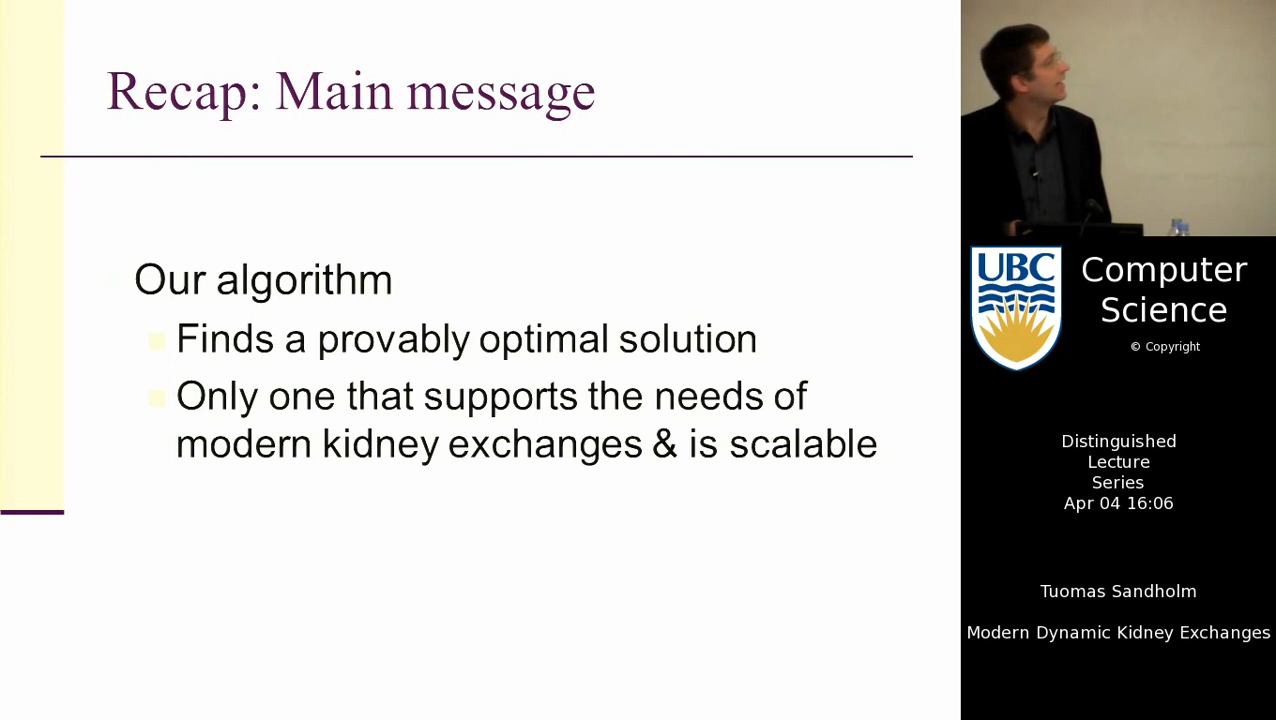 Recap: Main message
Our algorithm
Finds a provably optimal solution
Only one that supports the needs of
modern kidney exchanges & is scalable
UBC
Computer
Science
© Copyright
Distinguished
Lecture
Series
Apr 04 16:06
Tuomas Sandholm
Modern Dynamic Kidney Exchanges